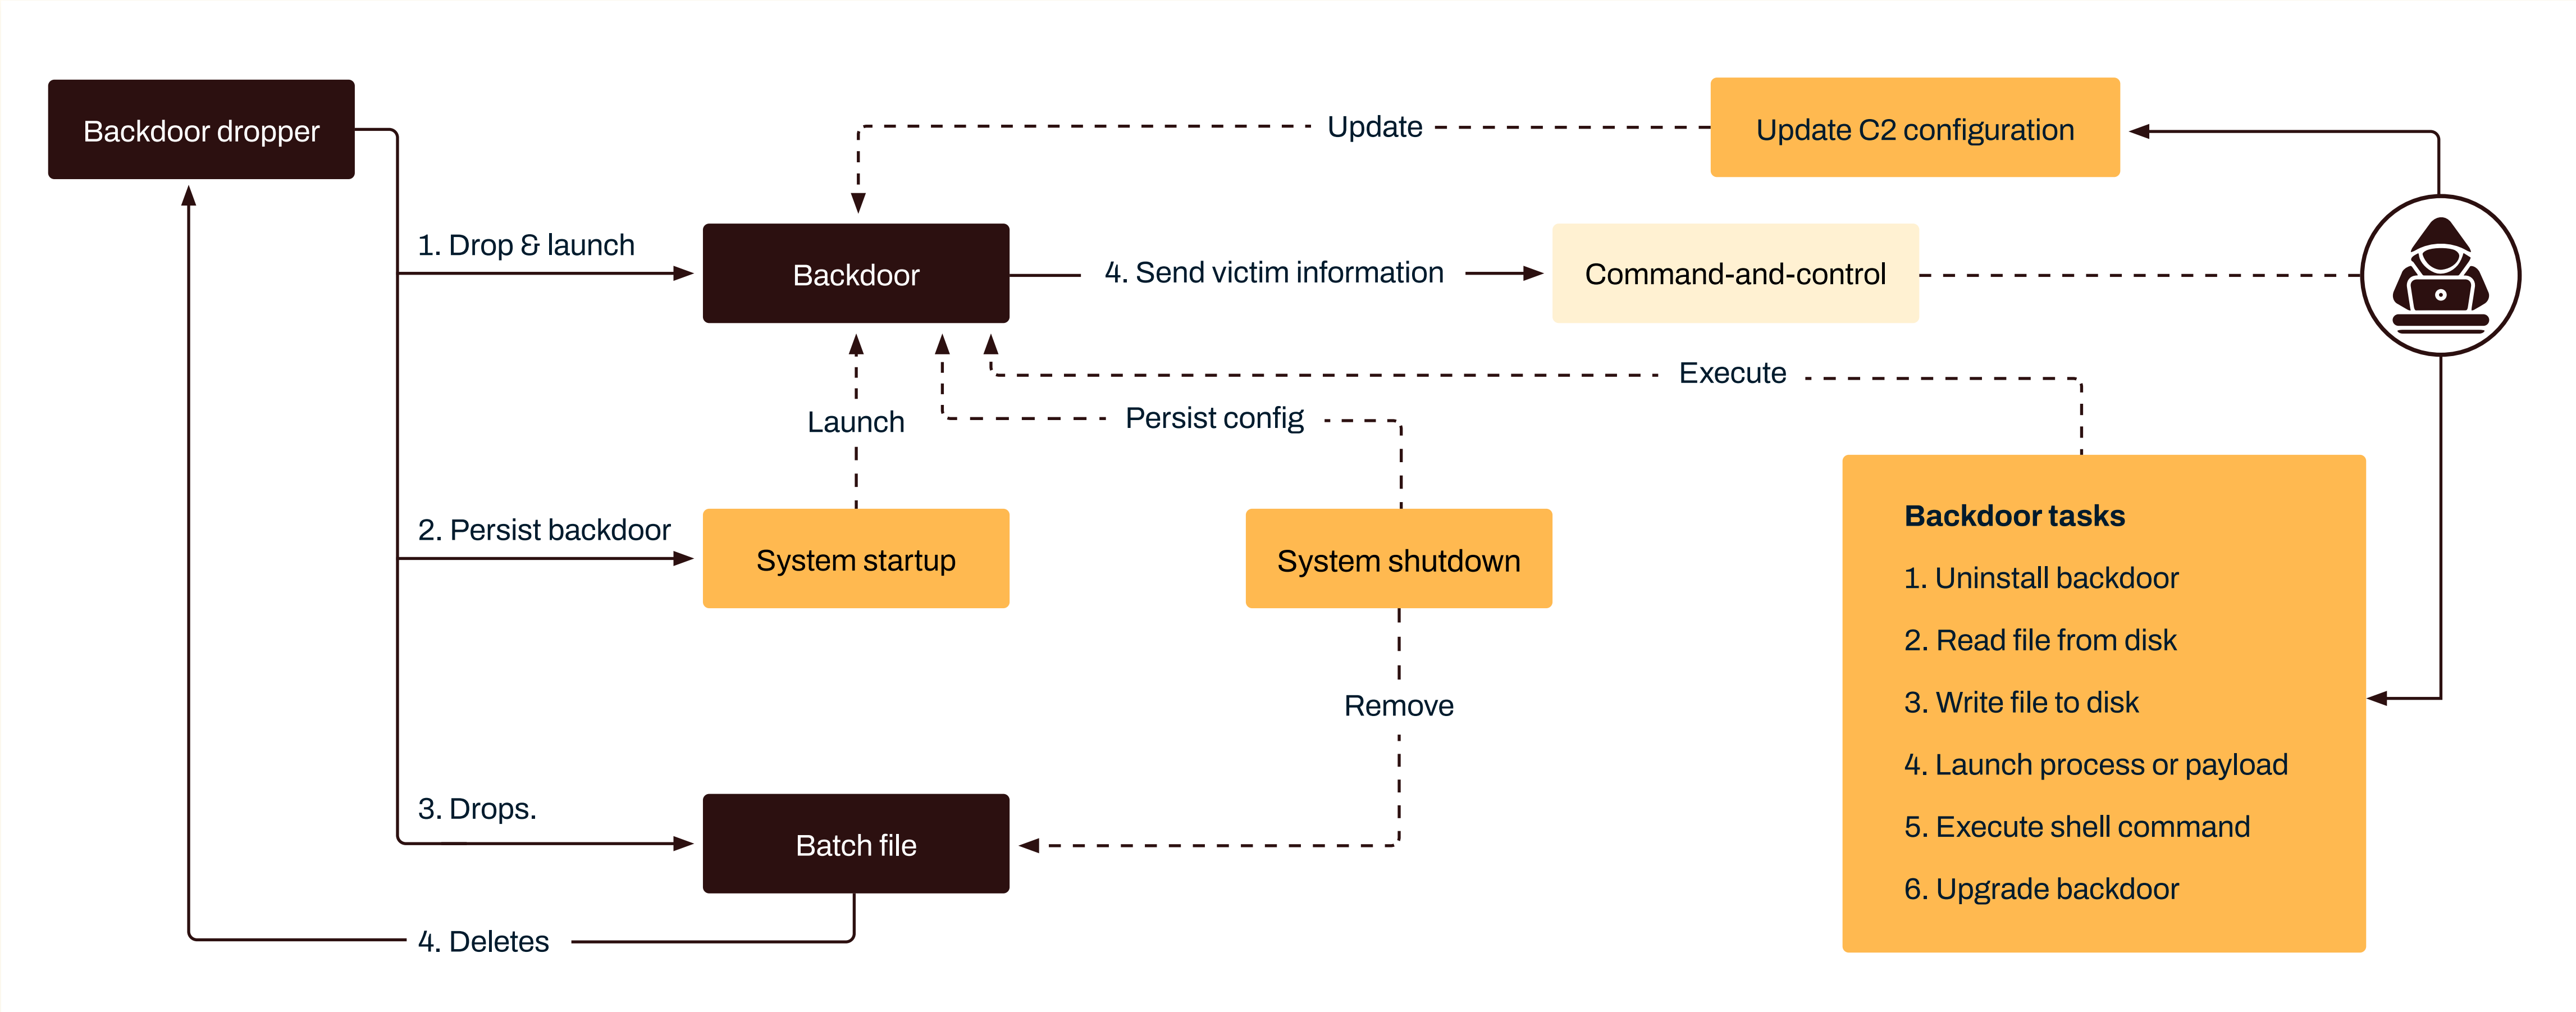 Backdoor dropper
Update
Update C2 configuration
1. Drop & launch
Backdoor
4. Send victim information
Command-and-control
Execute
Launch
Persist config
2. Persist backdoor
System startup
System shutdown
Backdoor tasks
1. Uninstall backdoor
2. Read file from disk
3. Write file to disk
4. Launch process or payload
5. Execute shell command
6. Upgrade backdoor
Remove
3. Drops.
Batch file
4. Deletes